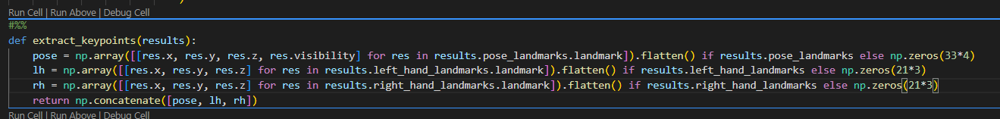 Run Cell | Run Above | Debug Cell
#%%
def extract_keypoints(results):
    pose = np.array([[res.x, res.y, res.z, res.visibility] for res in results.pose_landmarks.landmark]).flatten() if results.pose_landmarks else np.zeros(33*4)
    lh = np.array([[res.x, res.y, res.z] for res in results.left_hand_landmarks.landmark]).flatten() if results.left_hand_landmarks else np.zeros(21*3)
    rh = np.array([[res.x, res.y, res.z] for res in results.right_hand_landmarks.landmark]).flatten() if results.right_hand_landmarks else np.zeros(21*3)
    return np.concatenate([pose, lh, rh])
Run Cell | Run Above | Debug Cell